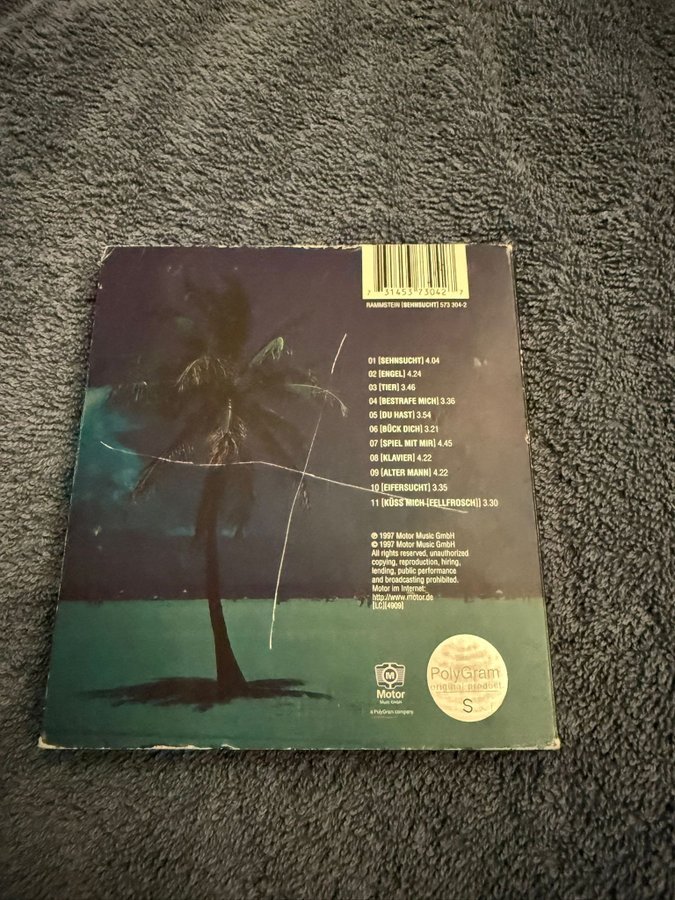 7 31453 73042 7
RAMMSTEIN [SEHNSUCHT] 573 304-2
01 [SEHNSUCHT] 4.04
02 [ENGEL] 4.24
03 [TIER] 3.46
04 [BESTRAFE MICH] 3.36
05 [DU HAST] 3.54
06 [BÜCK DICH] 3.21
07 [SPIEL MIT MIR] 4.45
08 [KLAVIER] 4.22
09 [ALTER MANN] 4.22
10 [EIFERSUCHT] 3.35
11 [KÜSS MICH [FELLFROSCH]] 3.30
℗ 1997 Motor Music GmbH
© 1997 Motor Music GmbH
All rights reserved, unauthorized
copying, reproduction, hiring,
lending, public performance
and broadcasting prohibited.
Motor im Internet:
http://www.motor.de
[LC][4909]
M
Motor
Music GmbH
a PolyGram company
PolyGram
original product
S